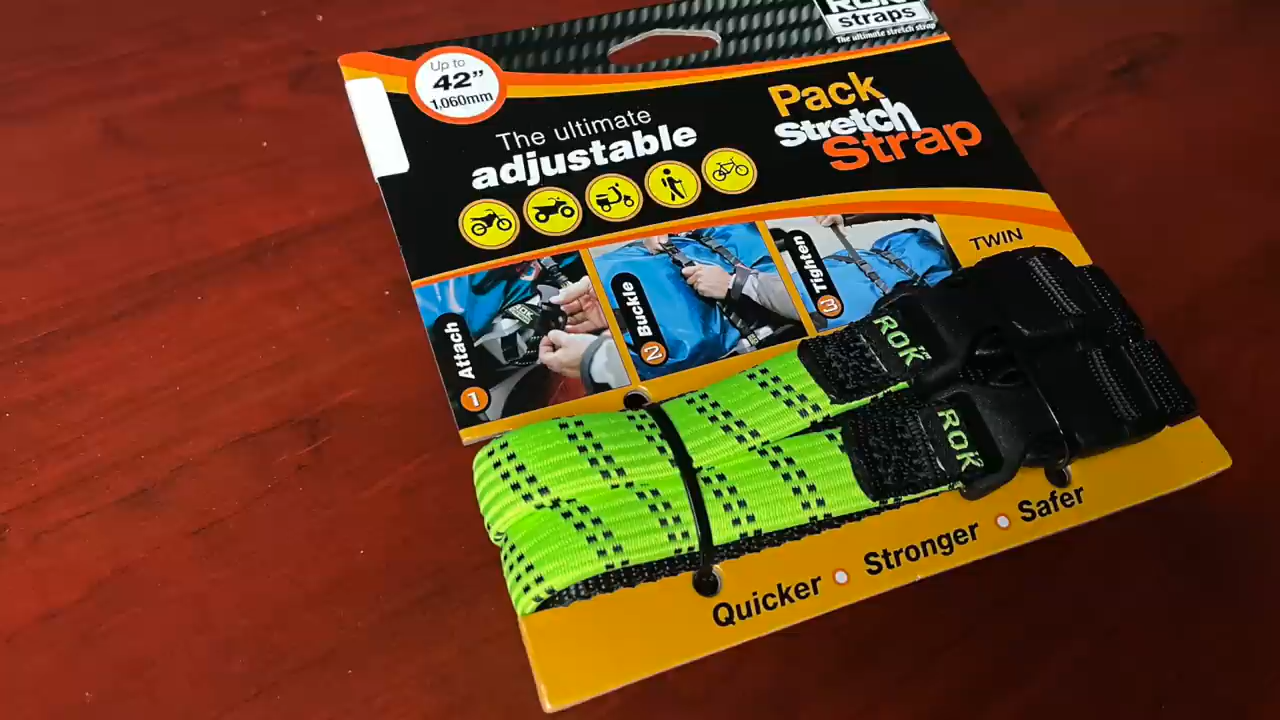 ROK
straps
The ultimate stretch strap
Up to
42”
1,060mm
The ultimate
adjustable
Pack
Stretch
Strap
TWIN
1 Attach
2 Buckle
3 Tighten
ROK
ROK
Quicker Stronger Safer